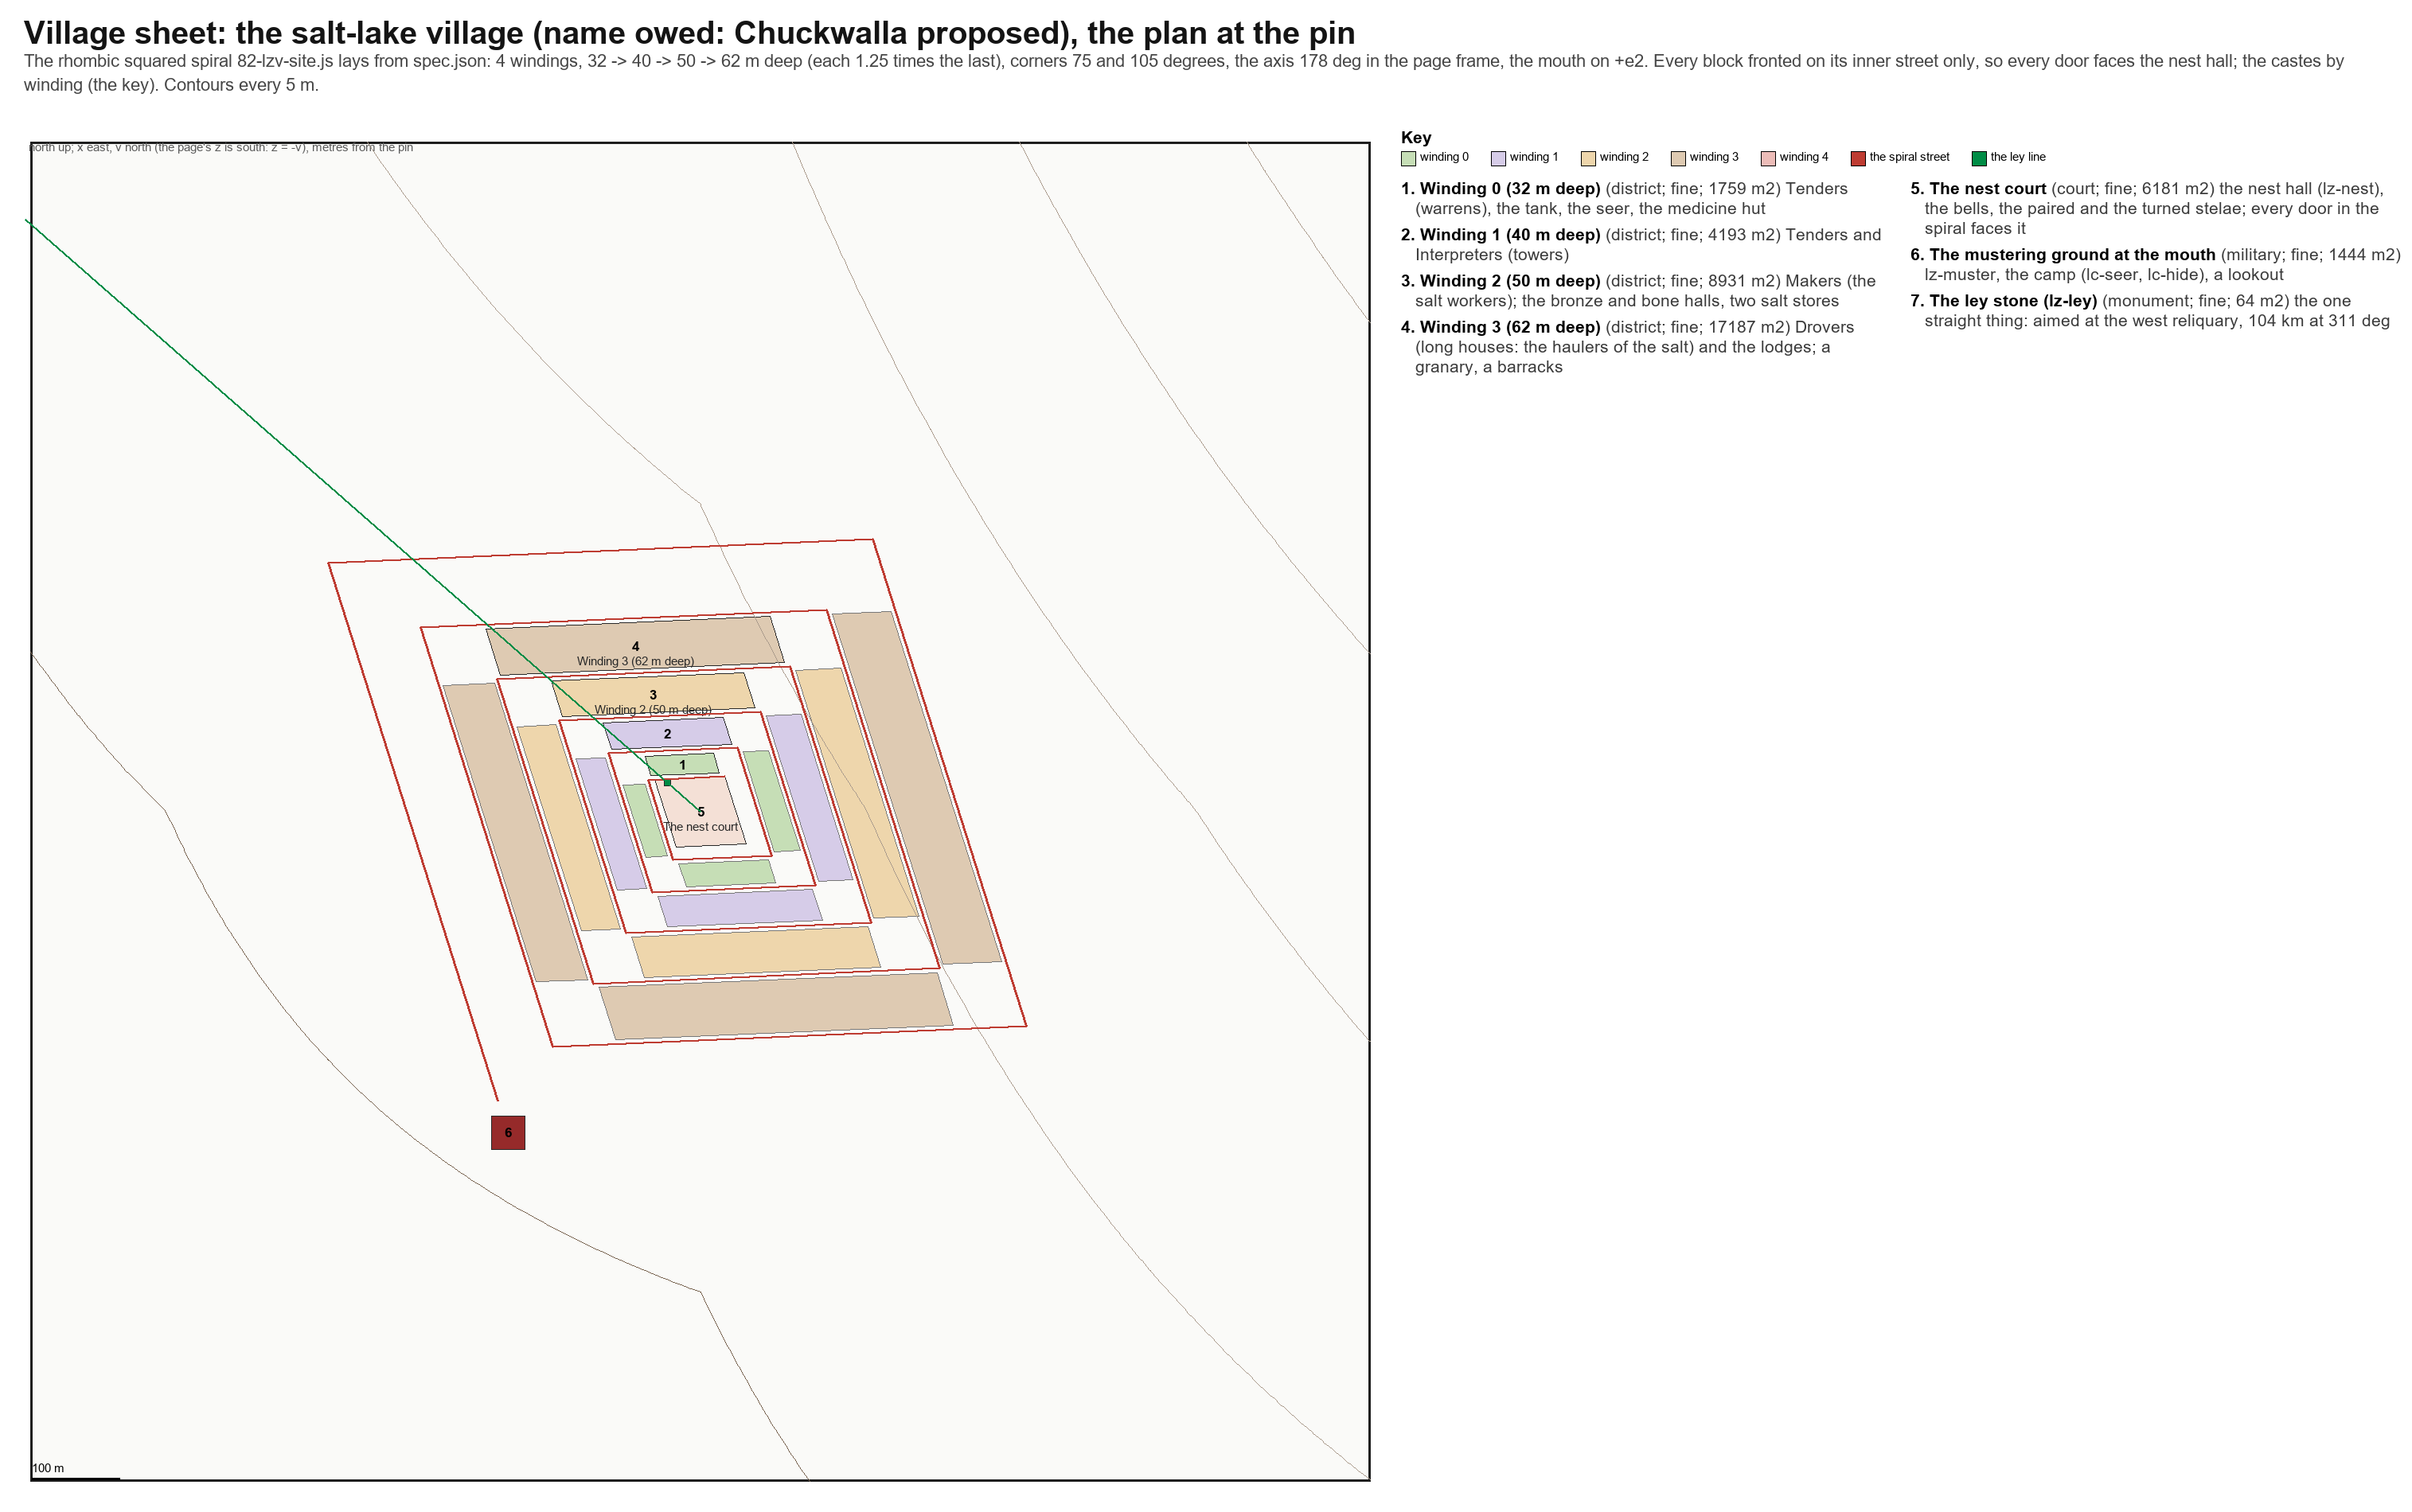 Village sheet: the salt-lake village (name owed: Chuckwalla proposed), the plan at the pin
The rhombic squared spiral 82-lzv-site.js lays from spec.json: 4 windings, 32 -> 40 -> 50 -> 62 m deep (each 1.25 times the last), corners 75 and 105 degrees, the axis 178 deg in the page frame, the mouth on +e2. Every block fronted on its inner street only, so every door faces the nest hall; the castes by
winding (the key). Contours every 5 m.
north up; x east, v north (the page's z is south: z = -v), metres from the pin
4
Winding 3 (62 m deep)
3
Winding 2 (50 m deep)
2
1
5
The nest court
6
100 m
Key
winding 0
winding 1
winding 2
winding 3
winding 4
the spiral street
the ley line
1. Winding 0 (32 m deep) (district; fine; 1759 m2) Tenders
(warrens), the tank, the seer, the medicine hut
2. Winding 1 (40 m deep) (district; fine; 4193 m2) Tenders and
Interpreters (towers)
3. Winding 2 (50 m deep) (district; fine; 8931 m2) Makers (the
salt workers); the bronze and bone halls, two salt stores
4. Winding 3 (62 m deep) (district; fine; 17187 m2) Drovers
(long houses: the haulers of the salt) and the lodges; a
granary, a barracks
5. The nest court (court; fine; 6181 m2) the nest hall (lz-nest),
the bells, the paired and the turned stelae; every door in the
spiral faces it
6. The mustering ground at the mouth (military; fine; 1444 m2)
lz-muster, the camp (lc-seer, lc-hide), a lookout
7. The ley stone (lz-ley) (monument; fine; 64 m2) the one
straight thing: aimed at the west reliquary, 104 km at 311 deg